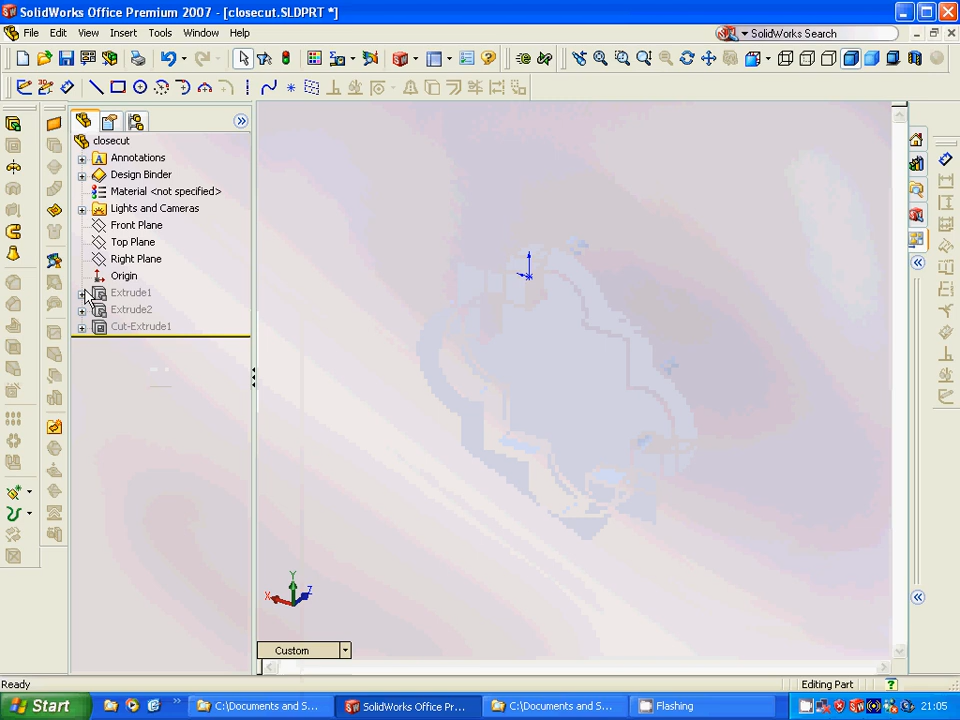 SolidWorks Office Premium 2007 - [closecut.SLDPRT *]
File Edit View Insert Tools Window Help
SolidWorks Search
closecut
Annotations
Design Binder
Material <not specified>
Lights and Cameras
Front Plane
Top Plane
Right Plane
Origin
Extrude1
Extrude2
Cut-Extrude1
Y
X
Z
Custom
Ready
Editing Part
Start
C:\Documents and S...
SolidWorks Office Pr...
C:\Documents and S...
Flashing
21:05